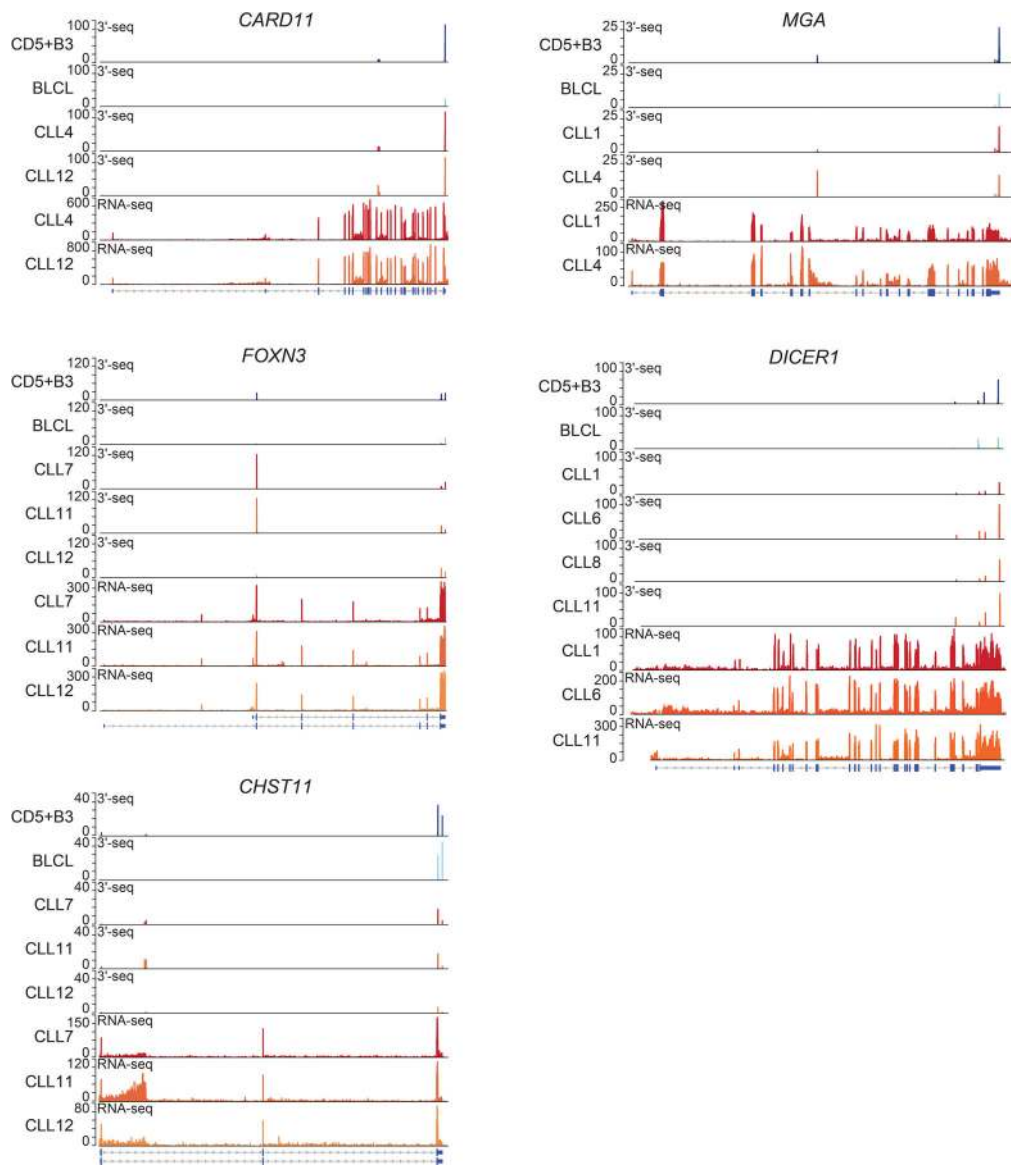 CARD11
100 3'-seq
CD5+B3
0
25 3'-seq
BLCL
0
100 3'-seq
CLL4
0
100 3'-seq
CLL12
0
600 RNA-seq
CLL4
0
800 RNA-seq
CLL12
0
MGA
25 3'-seq
CD5+B3
0
25 3'-seq
BLCL
0
25 3'-seq
CLL1
0
25 3'-seq
CLL4
0
RNA-seq
250
CLL1
0
RNA-seq
100
CLL4
0
FOXN3
120 3'-seq
CD5+B3
0
120 3'-seq
BLCL
0
120 3'-seq
CLL7
0
120 3'-seq
CLL11
0
120 3'-seq
CLL12
0
300 RNA-seq
CLL7
0
300 RNA-seq
CLL11
0
300 RNA-seq
CLL12
0
DICER1
100 3'-seq
CD5+B3
0
100 3'-seq
BLCL
0
100 3'-seq
CLL1
0
100 3'-seq
CLL6
0
100 3'-seq
CLL8
0
100 3'-seq
CLL11
0
100 RNA-seq
CLL1
0
200 RNA-seq
CLL6
0
300 RNA-seq
CLL11
0
CHST11
40 3'-seq
CD5+B3
0
40 3'-seq
BLCL
0
40 3'-seq
CLL7
0
40 3'-seq
CLL11
0
40 3'-seq
CLL12
0
150 RNA-seq
CLL7
0
120 RNA-seq
CLL11
0
80 RNA-seq
CLL12
0